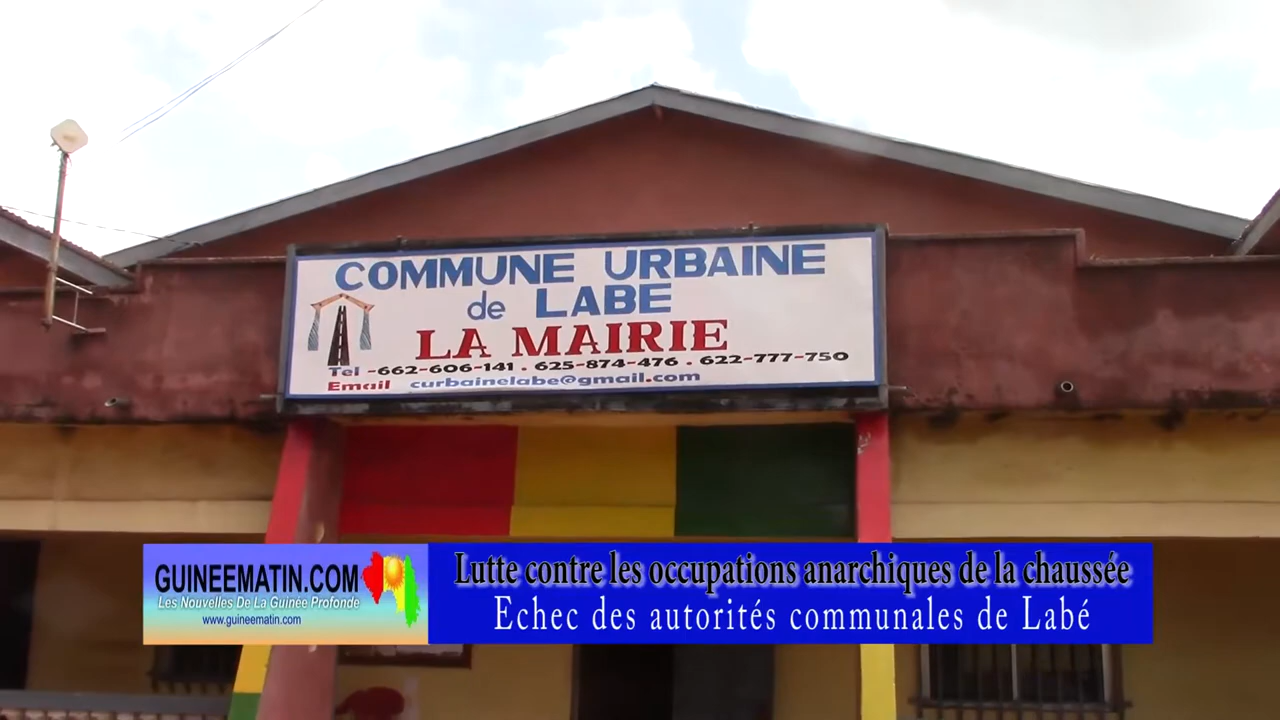 COMMUNE URBAINE
de LABE
LA MAIRIE
Tel -662-606-141 . 625-874-476 . 622-777-750
Email curbainelabe@gmail.com
GUINEEMATIN.COM
Les Nouvelles De La Guinée Profonde
www.guineematin.com
Lutte contre les occupations anarchiques de la chaussée
Echec des autorités communales de Labé